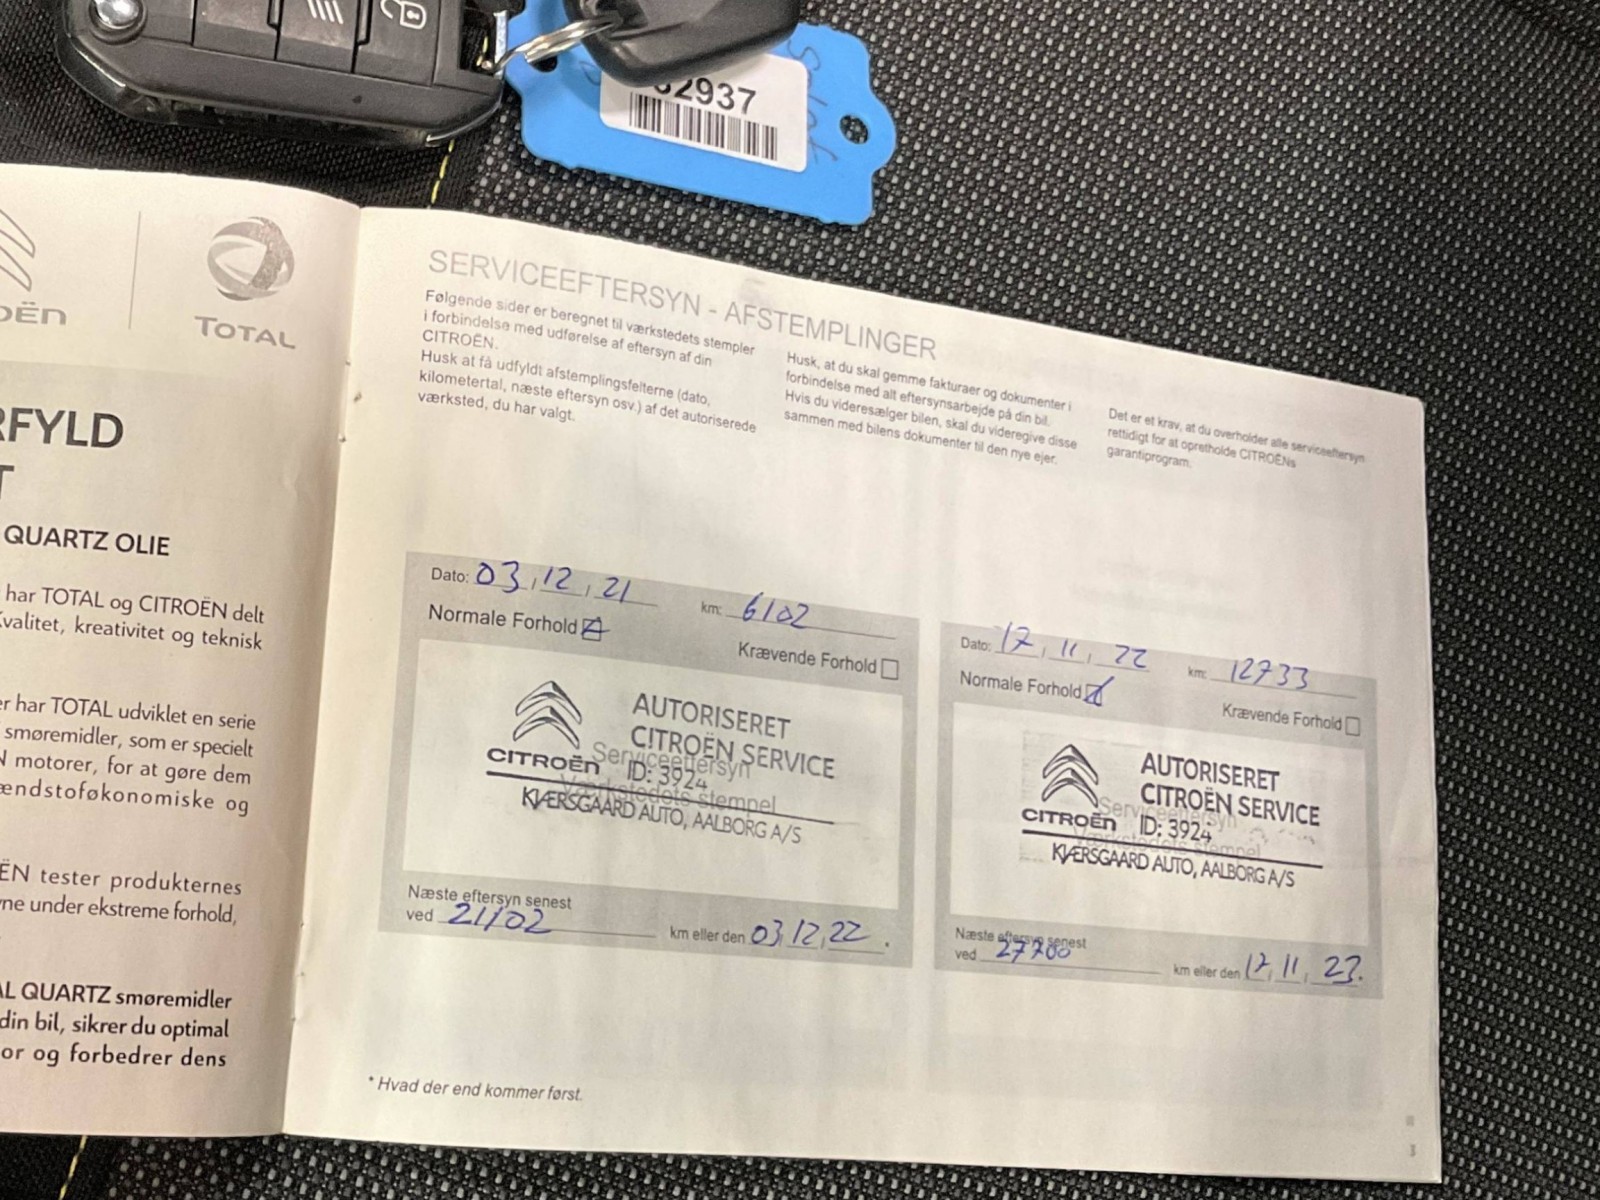 2937
OËN
TOTAL
RFYLD
T
QUARTZ OLIE
har TOTAL og CITROËN delt
kvalitet, kreativitet og teknisk
er har TOTAL udviklet en serie
smøremidler, som er specielt
N motorer, for at gøre dem
ændstoføkonomiske og
ËN tester produkternes
ne under ekstreme forhold,
AL QUARTZ smøremidler
din bil, sikrer du optimal
or og forbedrer dens
SERVICEEFTERSYN - AFSTEMPLINGER
Følgende sider er beregnet til værkstedets stempler
i forbindelse med udførelse af eftersyn af din
CITROËN.
Husk at få udfyldt afstemplingsfelterne (dato,
kilometertal, næste eftersyn osv.) af det autoriserede
værksted, du har valgt.
Husk, at du skal gemme fakturaer og dokumenter i
forbindelse med alt eftersynsarbejde på din bil.
Hvis du videresælger bilen, skal du videregive disse
sammen med bilens dokumenter til den nye ejer.
Det er et krav, at du overholder alle serviceeftersyn
rettidigt for at opretholde CITROËNs
garantiprogram.
Dato: 03, 12, 21 km: 6102
Normale Forhold
Krævende Forhold
AUTORISERET
CITROËN SERVICE
CITROËN ID: 3924
Serviceeftersyn
Værkstedets stempel
KJÆRSGAARD AUTO, AALBORG A/S
Næste eftersyn senest
ved 21102 km eller den 03, 12, 22.
Dato: 17, 11, 22 km: 12733
Normale Forhold
Krævende Forhold
AUTORISERET
CITROËN SERVICE
CITROËN ID: 3924
Serviceeftersyn
Værkstedets stempel
KJÆRSGAARD AUTO, AALBORG A/S
Næste eftersyn senest
ved 27700 km eller den 17, 11, 23.
* Hvad der end kommer først.
3